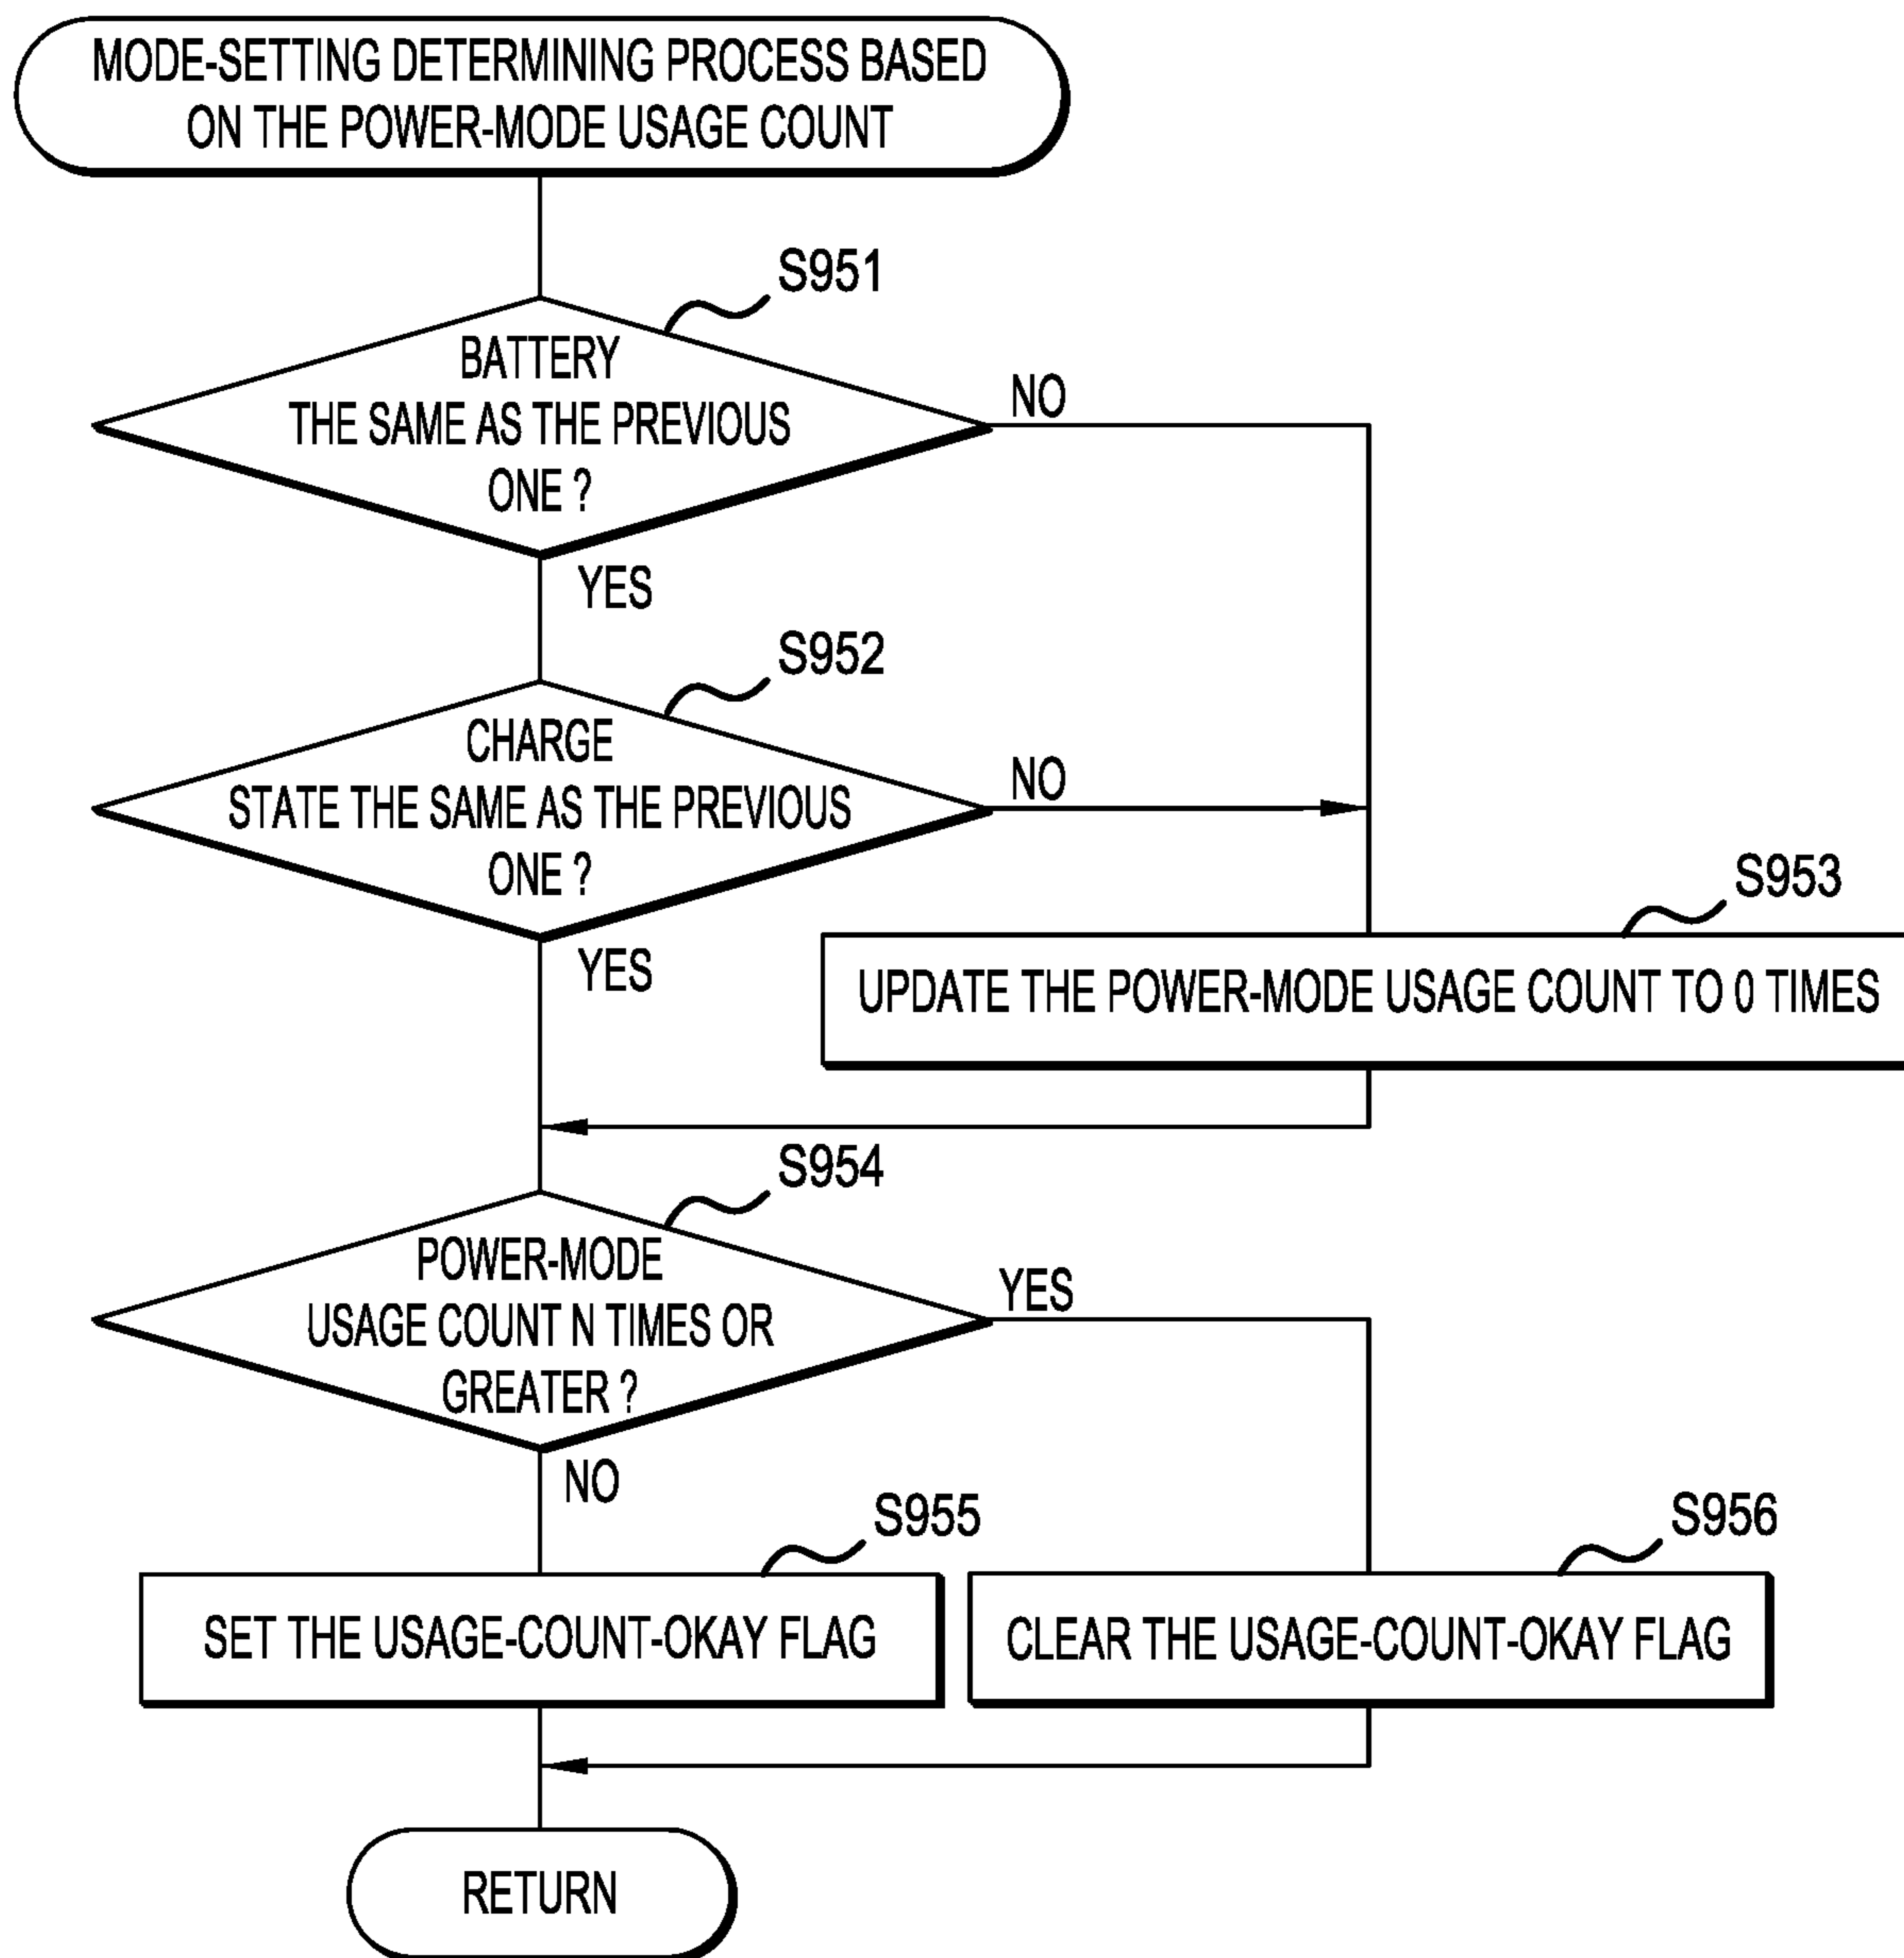 MODE-SETTING DETERMINING PROCESS BASED
ON THE POWER-MODE USAGE COUNT
S951
BATTERY
THE SAME AS THE PREVIOUS
ONE ?
NO
YES
S952
CHARGE
STATE THE SAME AS THE PREVIOUS
ONE ?
NO
YES
S953
UPDATE THE POWER-MODE USAGE COUNT TO 0 TIMES
S954
POWER-MODE
USAGE COUNT N TIMES OR
GREATER ?
YES
NO
S955
SET THE USAGE-COUNT-OKAY FLAG
S956
CLEAR THE USAGE-COUNT-OKAY FLAG
RETURN